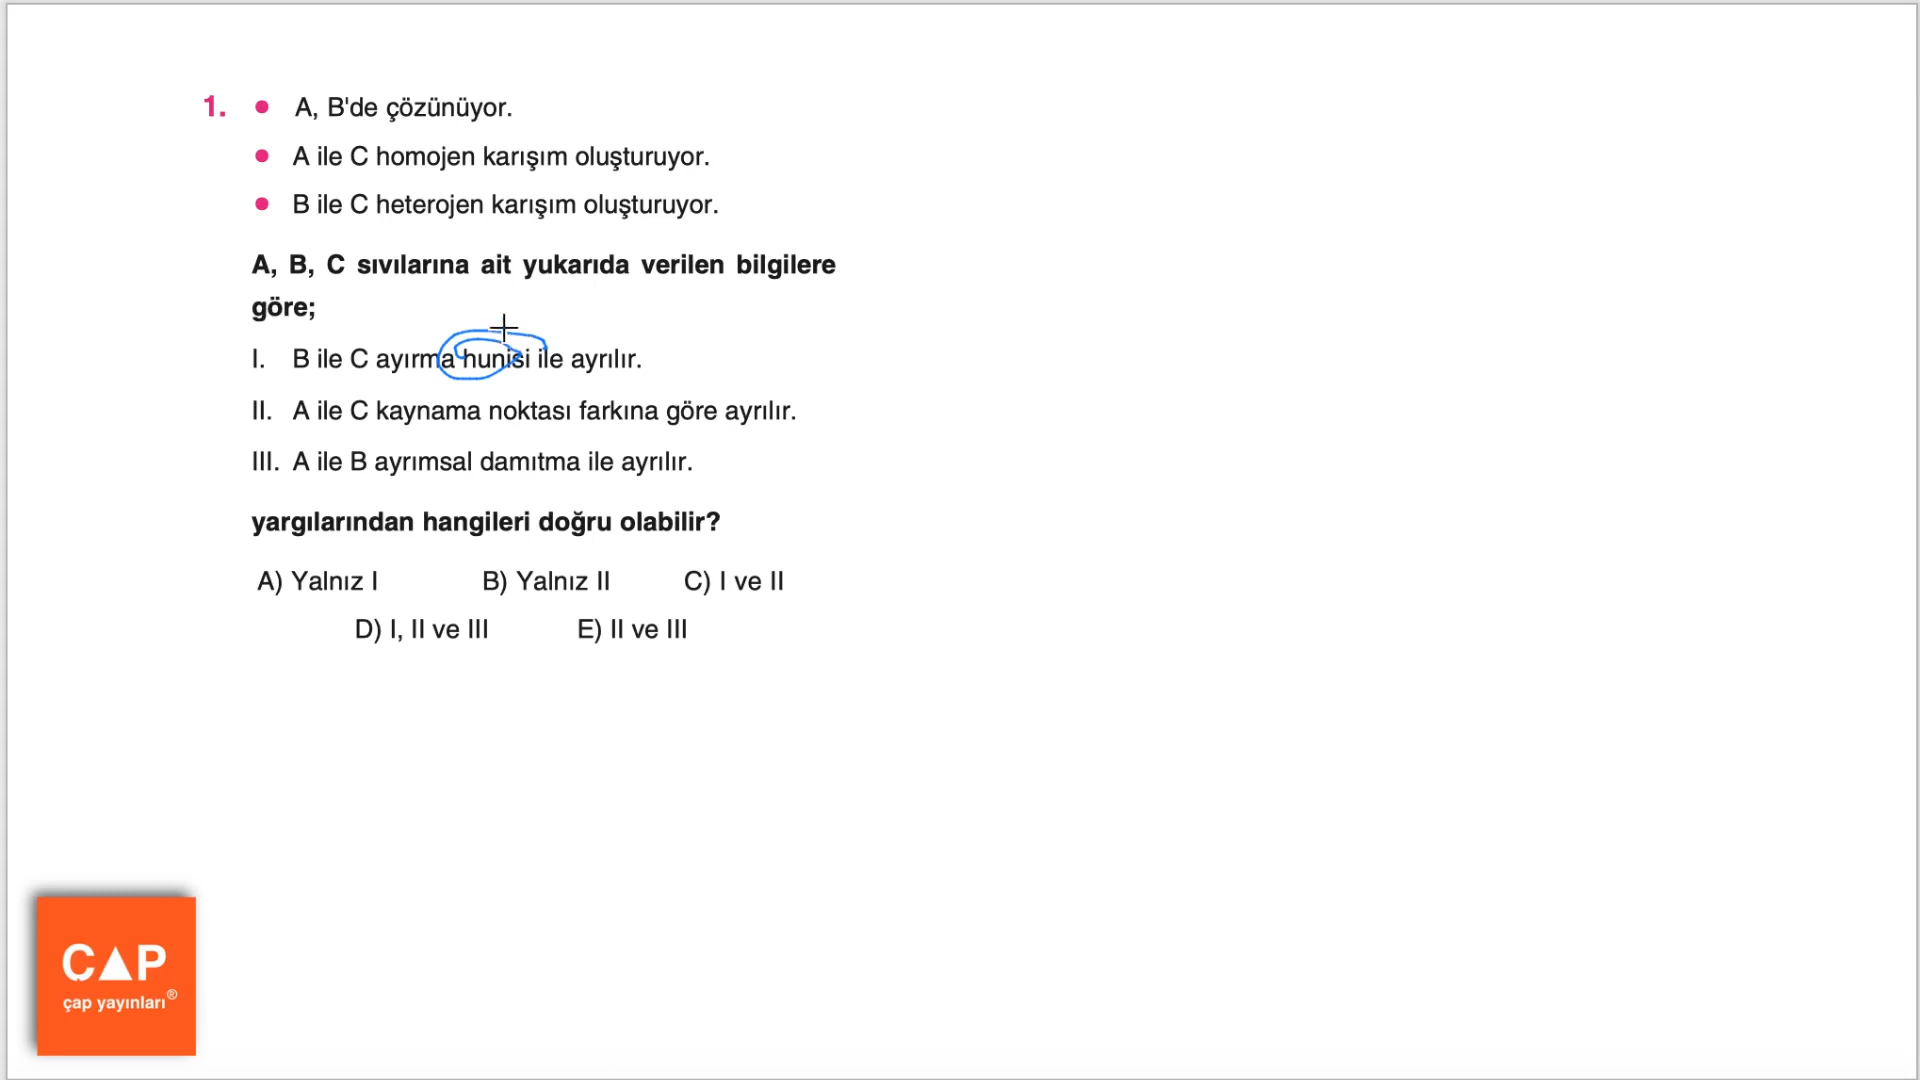 1. • A, B'de çözünüyor.
• A ile C homojen karışım oluşturuyor.
• B ile C heterojen karışım oluşturuyor.
A, B, C sıvılarına ait yukarıda verilen bilgilere
göre;
I. B ile C ayırma hunisi ile ayrılır.
II. A ile C kaynama noktası farkına göre ayrılır.
III. A ile B ayrımsal damıtma ile ayrılır.
yargılarından hangileri doğru olabilir?
A) Yalnız I B) Yalnız II C) I ve II
D) I, II ve III E) II ve III
CAP
çap yayınları®